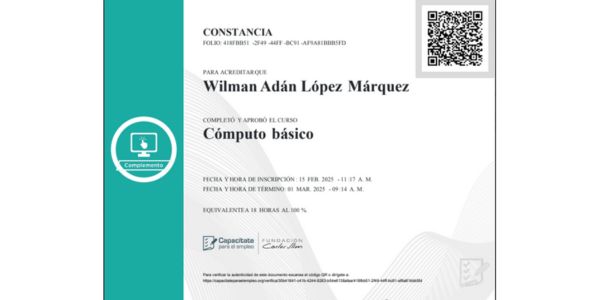 CONSTANCIA
FOLIO: 418FBB51 -2F49 -44FF -BC91 -AF9A81BBB5FD
PARA ACREDITAR QUE
Wilman Adán López Márquez
COMPLETÓ Y APROBÓ EL CURSO
Cómputo básico
Complemento
FECHA Y HORA DE INSCRIPCIÓN: 15 FEB. 2025 - 11:17 A. M.
FECHA Y HORA DE TÉRMINO: 01 MAR. 2025 - 09:14 A. M.
EQUIVALENTE A 18 HORAS AL 100 %.
Capacítate para el empleo
FUNDACIÓN Carlos Slim
Para verificar la autenticidad de este documento escanea el código QR o dirígete a: